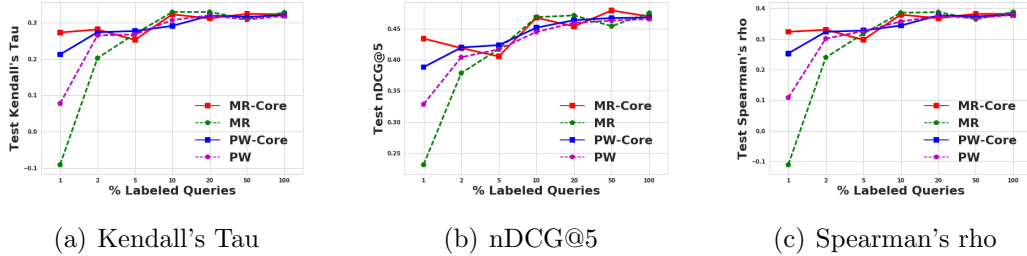 Test Kendall's Tau
0.3
0.2
0.1
0.0
−0.1
MR-Core
MR
PW-Core
PW
1 2 5 10 20 50 100
% Labeled Queries
(a) Kendall's Tau
Test nDCG@5
0.45
0.40
0.35
0.30
0.25
MR-Core
MR
PW-Core
PW
1 2 5 10 20 50 100
% Labeled Queries
(b) nDCG@5
Test Spearman's rho
0.4
0.3
0.2
0.1
0.0
−0.1
MR-Core
MR
PW-Core
PW
1 2 5 10 20 50 100
% Labeled Queries
(c) Spearman's rho